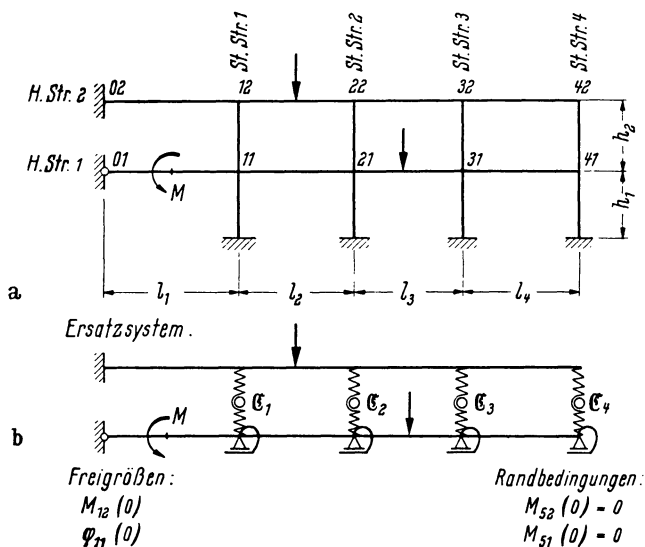 St. Str. 1
St. Str. 2
St. Str. 3
St. Str. 4
H. Str. 2
02
12
22
32
42
H. Str. 1
01
11
21
31
41
M
h₂
h₁
l₁
l₂
l₃
l₄
a
Ersatzsystem.
M
ℭ₁
ℭ₂
ℭ₃
ℭ₄
b
Freigrößen:
M₁₂ (0)
φ₁₁ (0)
Randbedingungen:
M₅₂ (0) = 0
M₅₁ (0) = 0